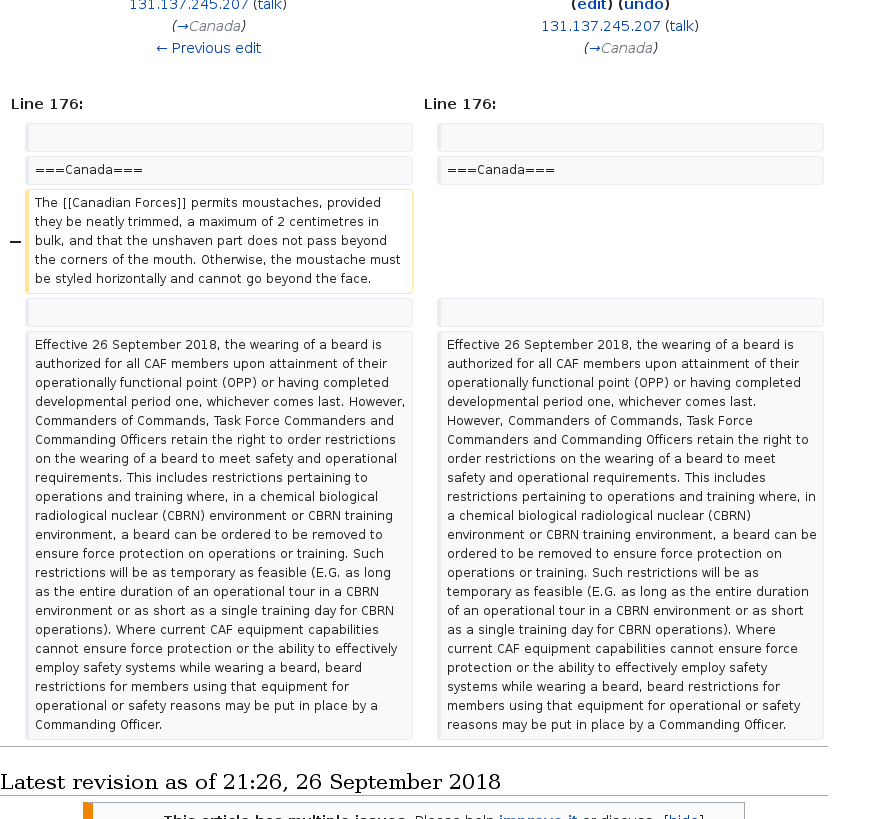 131.137.245.207 (talk)
(→Canada)
← Previous edit
(edit) (undo)
131.137.245.207 (talk)
(→Canada)
Line 176:
Line 176:
===Canada===
===Canada===
−
The [[Canadian Forces]] permits moustaches, provided
they be neatly trimmed, a maximum of 2 centimetres in
bulk, and that the unshaven part does not pass beyond
the corners of the mouth. Otherwise, the moustache must
be styled horizontally and cannot go beyond the face.
Effective 26 September 2018, the wearing of a beard is
authorized for all CAF members upon attainment of their
operationally functional point (OPP) or having completed
developmental period one, whichever comes last. However,
Commanders of Commands, Task Force Commanders and
Commanding Officers retain the right to order restrictions
on the wearing of a beard to meet safety and operational
requirements. This includes restrictions pertaining to
operations and training where, in a chemical biological
radiological nuclear (CBRN) environment or CBRN training
environment, a beard can be ordered to be removed to
ensure force protection on operations or training. Such
restrictions will be as temporary as feasible (E.G. as long
as the entire duration of an operational tour in a CBRN
environment or as short as a single training day for CBRN
operations). Where current CAF equipment capabilities
cannot ensure force protection or the ability to effectively
employ safety systems while wearing a beard, beard
restrictions for members using that equipment for
operational or safety reasons may be put in place by a
Commanding Officer.
Effective 26 September 2018, the wearing of a beard is
authorized for all CAF members upon attainment of their
operationally functional point (OPP) or having completed
developmental period one, whichever comes last.
However, Commanders of Commands, Task Force
Commanders and Commanding Officers retain the right to
order restrictions on the wearing of a beard to meet
safety and operational requirements. This includes
restrictions pertaining to operations and training where, in
a chemical biological radiological nuclear (CBRN)
environment or CBRN training environment, a beard can be
ordered to be removed to ensure force protection on
operations or training. Such restrictions will be as
temporary as feasible (E.G. as long as the entire duration
of an operational tour in a CBRN environment or as short
as a single training day for CBRN operations). Where
current CAF equipment capabilities cannot ensure force
protection or the ability to effectively employ safety
systems while wearing a beard, beard restrictions for
members using that equipment for operational or safety
reasons may be put in place by a Commanding Officer.
Latest revision as of 21:26, 26 September 2018
This article has multiple issues. Please help improve it or discuss [hide]